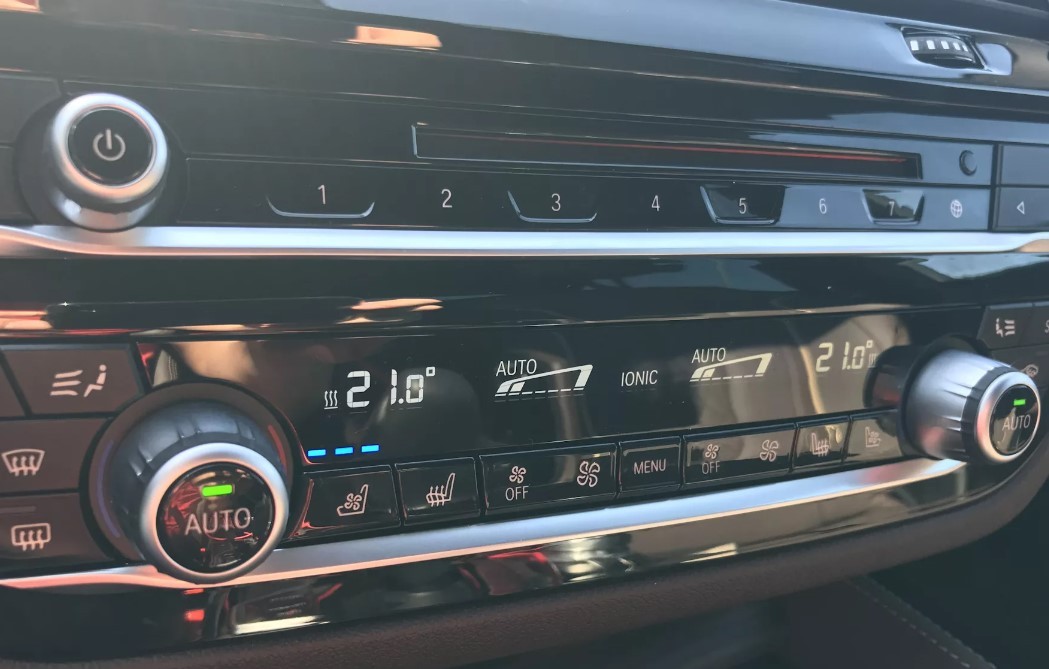 1 2 3 4 5 6 7
21.0° AUTO IONIC AUTO 21.0°
AUTO
OFF MENU OFF
AUTO